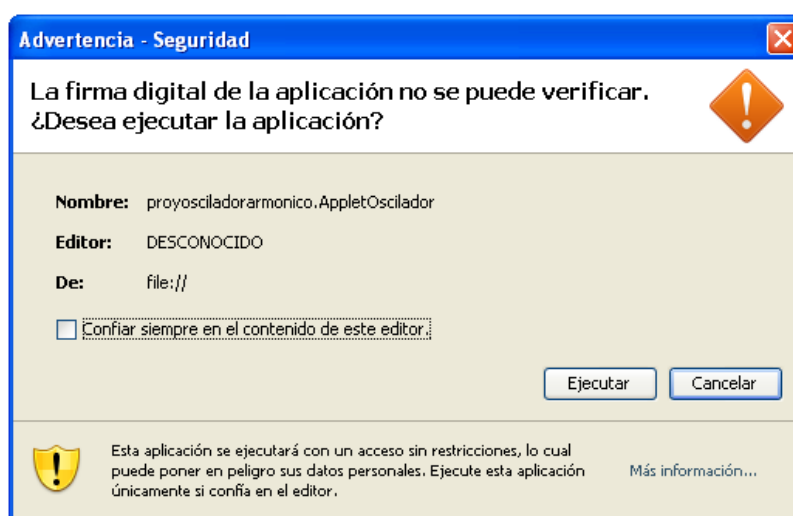 Advertencia - Seguridad
La firma digital de la aplicación no se puede verificar.
¿Desea ejecutar la aplicación?
Nombre: proyosciladorarmonico.AppletOscilador
Editor: DESCONOCIDO
De: file://
Confiar siempre en el contenido de este editor.
Ejecutar Cancelar
Esta aplicación se ejecutará con un acceso sin restricciones, lo cual
puede poner en peligro sus datos personales. Ejecute esta aplicación Más información...
únicamente si confía en el editor.